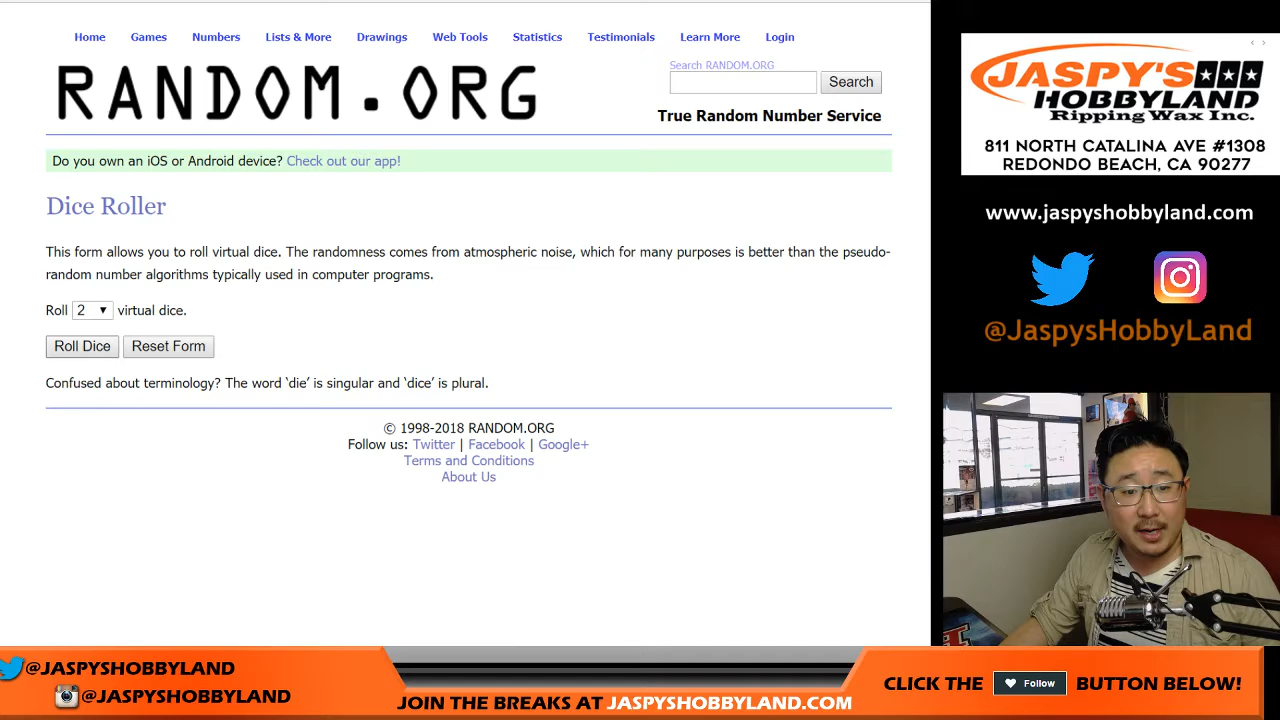 Home Games Numbers Lists & More Drawings Web Tools Statistics Testimonials Learn More Login
RANDOM.ORG
Search RANDOM.ORG
Search
True Random Number Service
Do you own an iOS or Android device? Check out our app!
Dice Roller
This form allows you to roll virtual dice. The randomness comes from atmospheric noise, which for many purposes is better than the pseudo-
random number algorithms typically used in computer programs.
Roll 2 virtual dice.
Roll Dice Reset Form
Confused about terminology? The word ‘die’ is singular and ‘dice’ is plural.
© 1998-2018 RANDOM.ORG
Follow us: Twitter | Facebook | Google+
Terms and Conditions
About Us
JASPY'S
HOBBYLAND
Ripping Wax Inc.
811 NORTH CATALINA AVE #1308
REDONDO BEACH, CA 90277
www.jaspyshobbyland.com
@JaspysHobbyLand
@JASPYSHOBBYLAND
@JASPYSHOBBYLAND
JOIN THE BREAKS AT JASPYSHOBBYLAND.COM
CLICK THE Follow BUTTON BELOW!